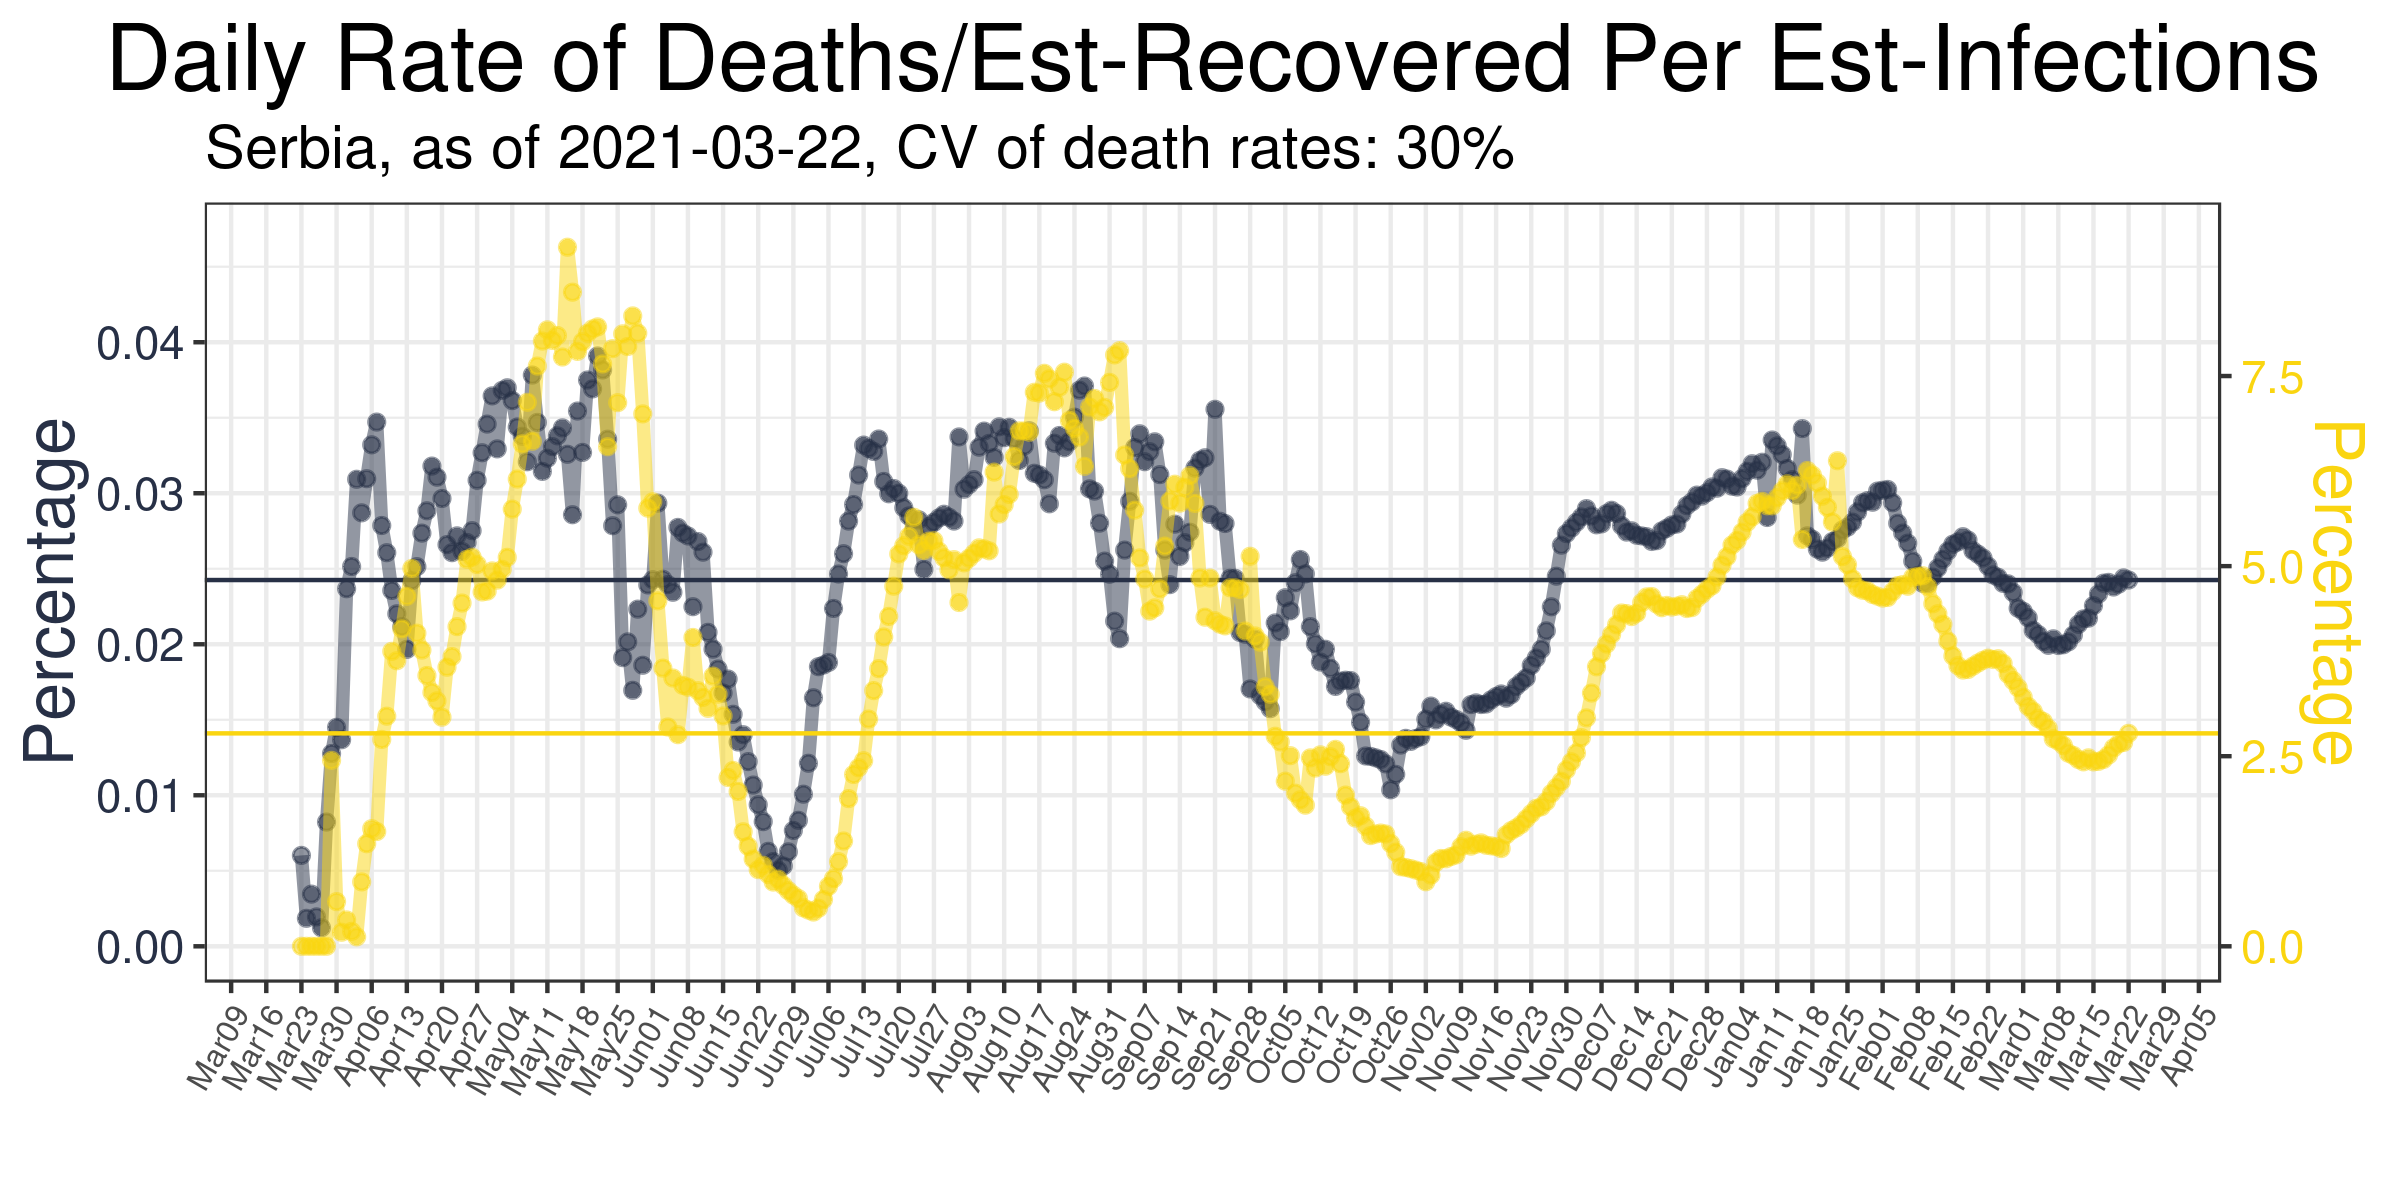 Daily Rate of Deaths/Est-Recovered Per Est-Infections
Serbia, as of 2021-03-22, CV of death rates: 30%
Percentage
0.04
0.03
0.02
0.01
0.00
7.5
5.0
2.5
0.0
Percentage
Mar09
Mar16
Mar23
Mar30
Apr06
Apr13
Apr20
Apr27
May04
May11
May18
May25
Jun01
Jun08
Jun15
Jun22
Jun29
Jul06
Jul13
Jul20
Jul27
Aug03
Aug10
Aug17
Aug24
Aug31
Sep07
Sep14
Sep21
Sep28
Oct05
Oct12
Oct19
Oct26
Nov02
Nov09
Nov16
Nov23
Nov30
Dec07
Dec14
Dec21
Dec28
Jan04
Jan11
Jan18
Jan25
Feb01
Feb08
Feb15
Feb22
Mar01
Mar08
Mar15
Mar22
Mar29
Apr05